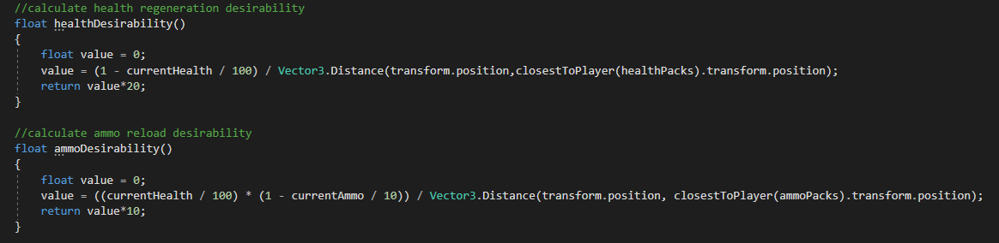 //calculate health regeneration desirability
float healthDesirability()
{
    float value = 0;
    value = (1 - currentHealth / 100) / Vector3.Distance(transform.position,closestToPlayer(healthPacks).transform.position);
    return value*20;
}

//calculate ammo reload desirability
float ammoDesirability()
{
    float value = 0;
    value = ((currentHealth / 100) * (1 - currentAmmo / 10)) / Vector3.Distance(transform.position, closestToPlayer(ammoPacks).transform.position);
    return value*10;
}